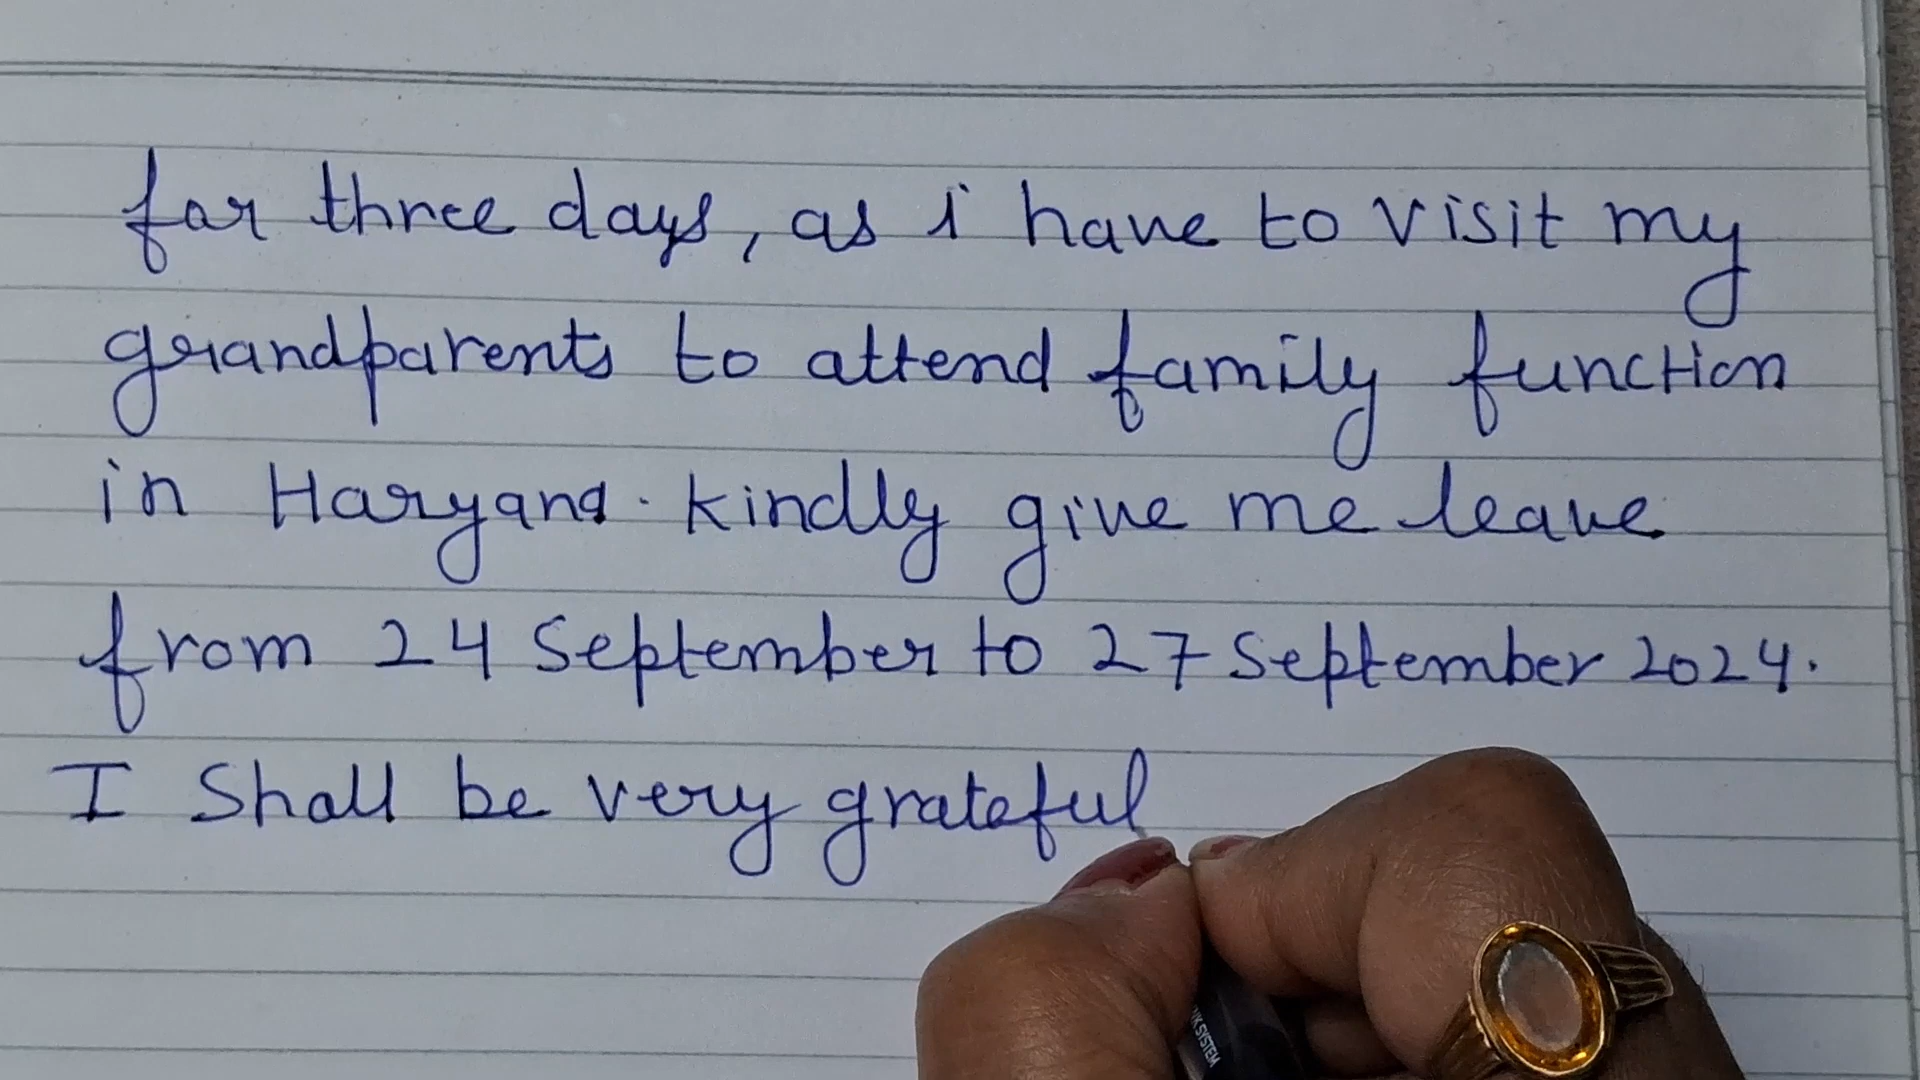 for three days, as i have to visit my
grandparents to attend family function
in Haryana. Kindly give me leave
from 24 September to 27 September 2024.
I Shall be very grateful
SYSTEM